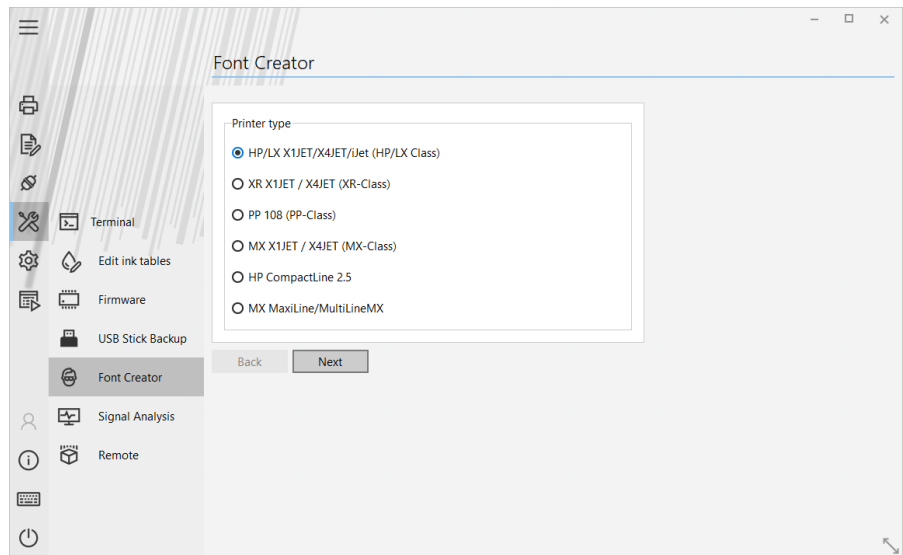 Font Creator
Printer type
HP/LX X1JET/X4JET/iJet (HP/LX Class)
XR X1JET / X4JET (XR-Class)
PP 108 (PP-Class)
MX X1JET / X4JET (MX-Class)
HP CompactLine 2.5
MX MaxiLine/MultiLineMX
Back Next
Terminal
Edit ink tables
Firmware
USB Stick Backup
Font Creator
Signal Analysis
Remote